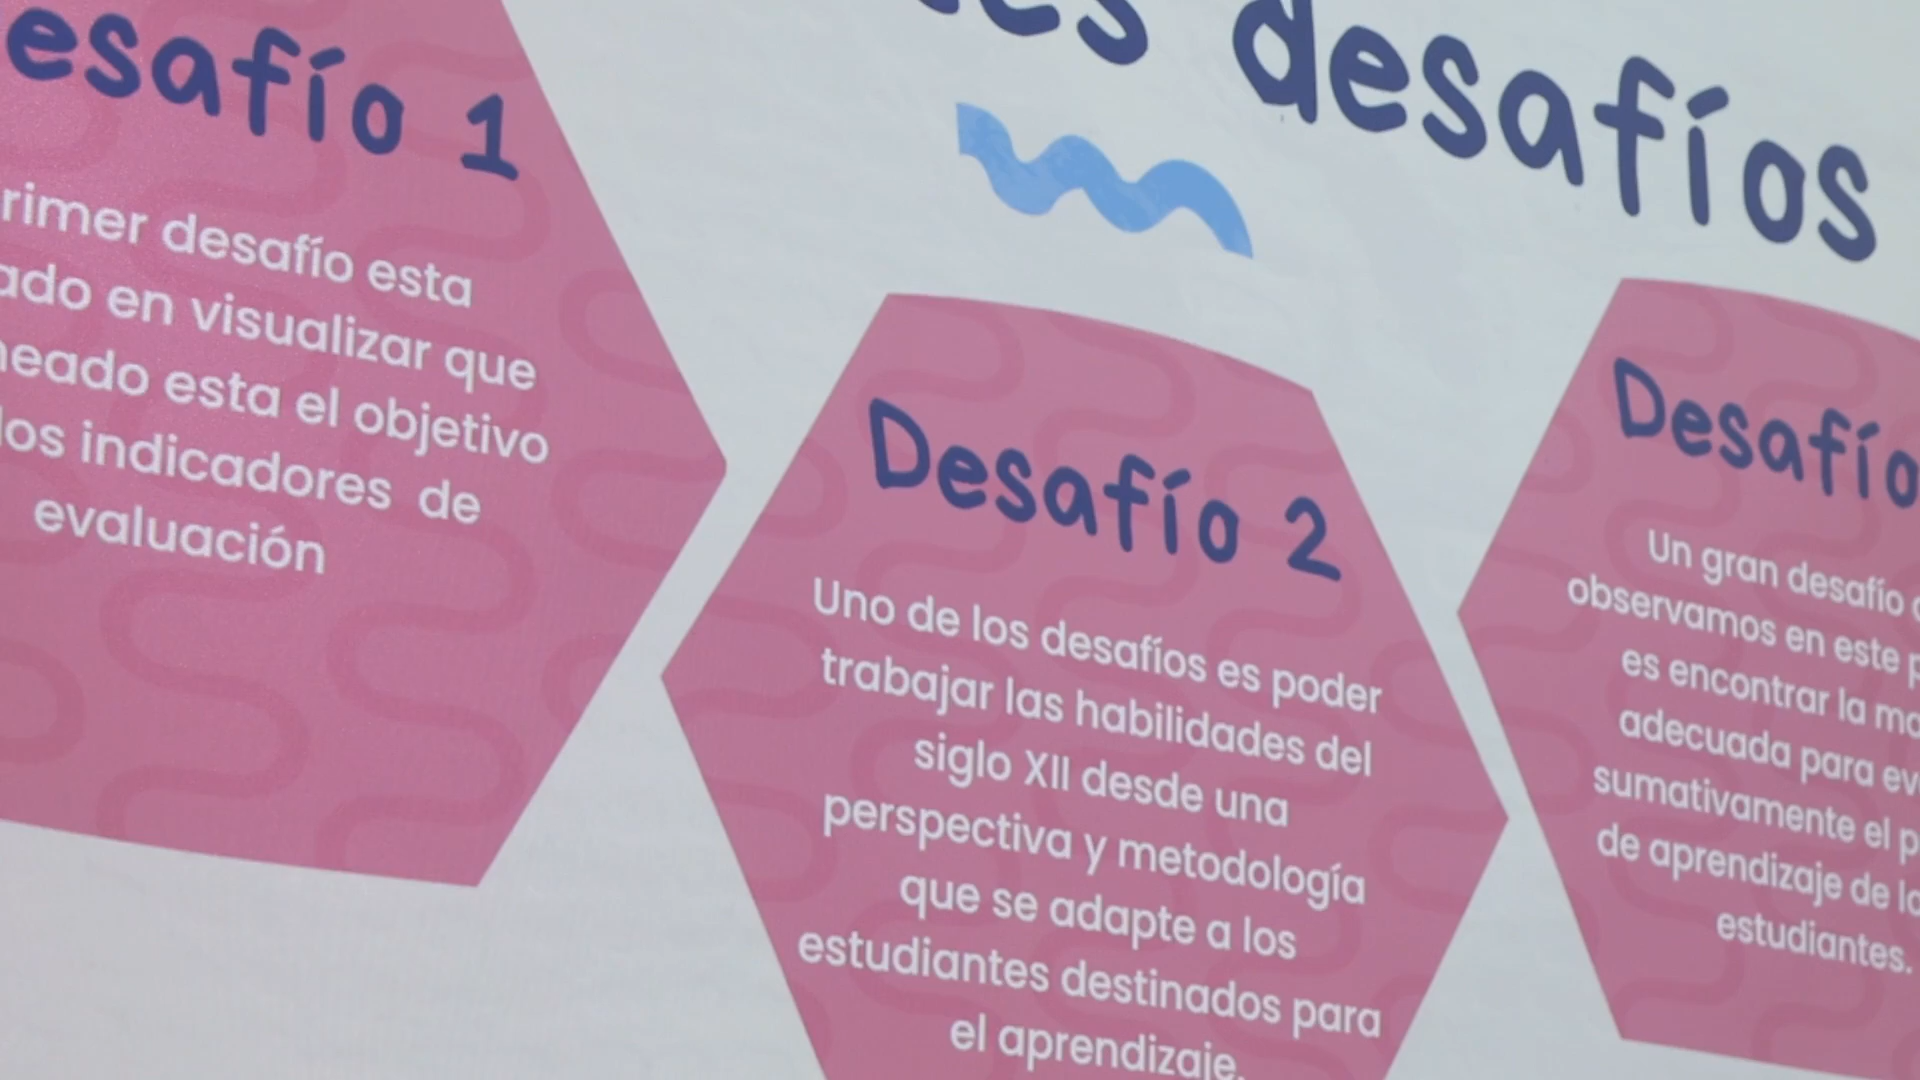 desafíos
esafío 1
rimer desafío esta
ado en visualizar que
neado esta el objetivo
los indicadores de
evaluación
Desafío 2
Uno de los desafíos es poder
trabajar las habilidades del
siglo XII desde una
perspectiva y metodología
que se adapte a los
estudiantes destinados para
el aprendizaje.
Desafío
Un gran desafío
observamos en este
es encontrar la
adecuada para
sumativamente el
de aprendizaje de
estudiantes.